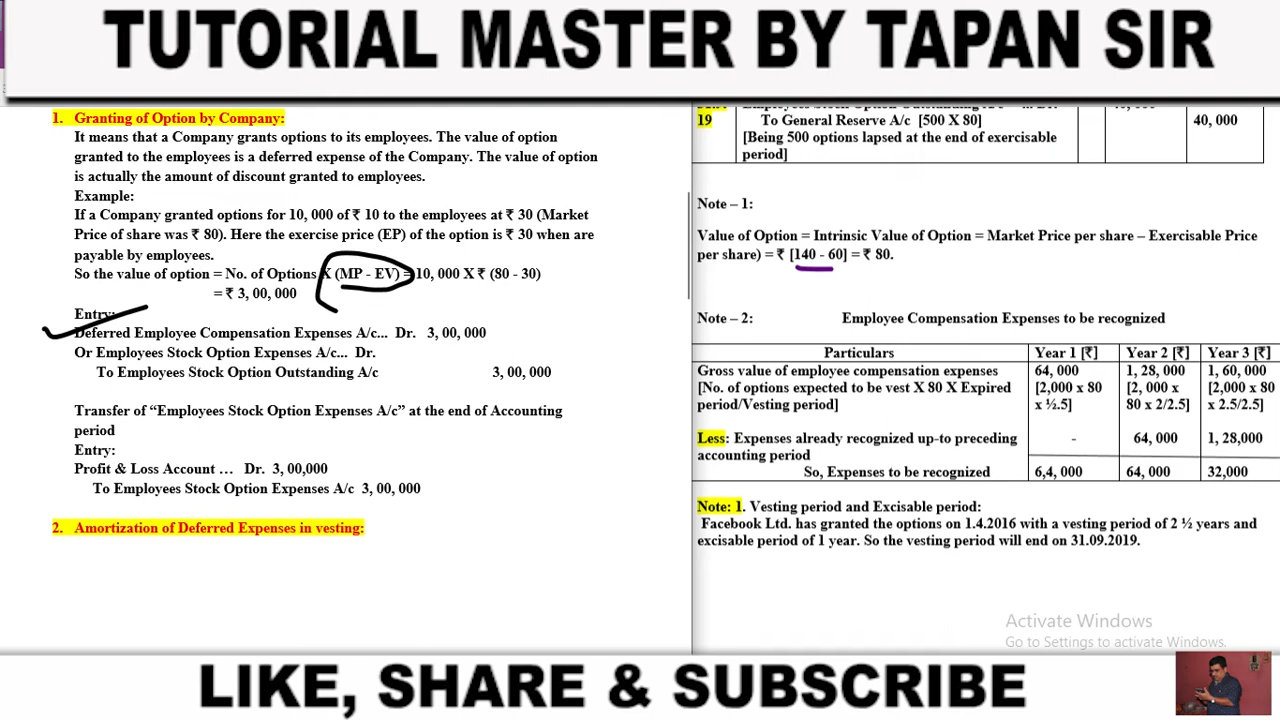 TUTORIAL MASTER BY TAPAN SIR
1. Granting of Option by Company:
It means that a Company grants options to its employees. The value of option
granted to the employees is a deferred expense of the Company. The value of option
is actually the amount of discount granted to employees.
Example:
If a Company granted options for 10, 000 of ₹ 10 to the employees at ₹ 30 (Market
Price of share was ₹ 80). Here the exercise price (EP) of the option is ₹ 30 when are
payable by employees.
So the value of option = No. of Options X (MP - EV) = 10, 000 X ₹ (80 - 30)
= ₹ 3, 00, 000
Entry:
Deferred Employee Compensation Expenses A/c... Dr. 3, 00, 000
Or Employees Stock Option Expenses A/c... Dr.
To Employees Stock Option Outstanding A/c 3, 00, 000
Transfer of “Employees Stock Option Expenses A/c” at the end of Accounting
period
Entry:
Profit & Loss Account … Dr. 3, 00,000
To Employees Stock Option Expenses A/c 3, 00, 000
2. Amortization of Deferred Expenses in vesting:
19 To General Reserve A/c [500 X 80] 40, 000
[Being 500 options lapsed at the end of exercisable
period]
Note – 1:
Value of Option = Intrinsic Value of Option = Market Price per share – Exercisable Price
per share) = ₹ [140 - 60] = ₹ 80.
Note – 2: Employee Compensation Expenses to be recognized
Particulars Year 1 [₹] Year 2 [₹] Year 3 [₹]
Gross value of employee compensation expenses 64, 000 1, 28, 000 1, 60, 000
[No. of options expected to be vest X 80 X Expired [2,000 x 80 [2, 000 x [2,000 x 80
period/Vesting period] x ½.5] 80 x 2/2.5] x 2.5/2.5]
Less: Expenses already recognized up-to preceding - 64, 000 1, 28,000
accounting period
So, Expenses to be recognized 6,4, 000 64, 000 32,000
Note: 1. Vesting period and Excisable period:
Facebook Ltd. has granted the options on 1.4.2016 with a vesting period of 2 ½ years and
excisable period of 1 year. So the vesting period will end on 31.09.2019.
Activate Windows
Go to Settings to activate Windows.
LIKE, SHARE & SUBSCRIBE